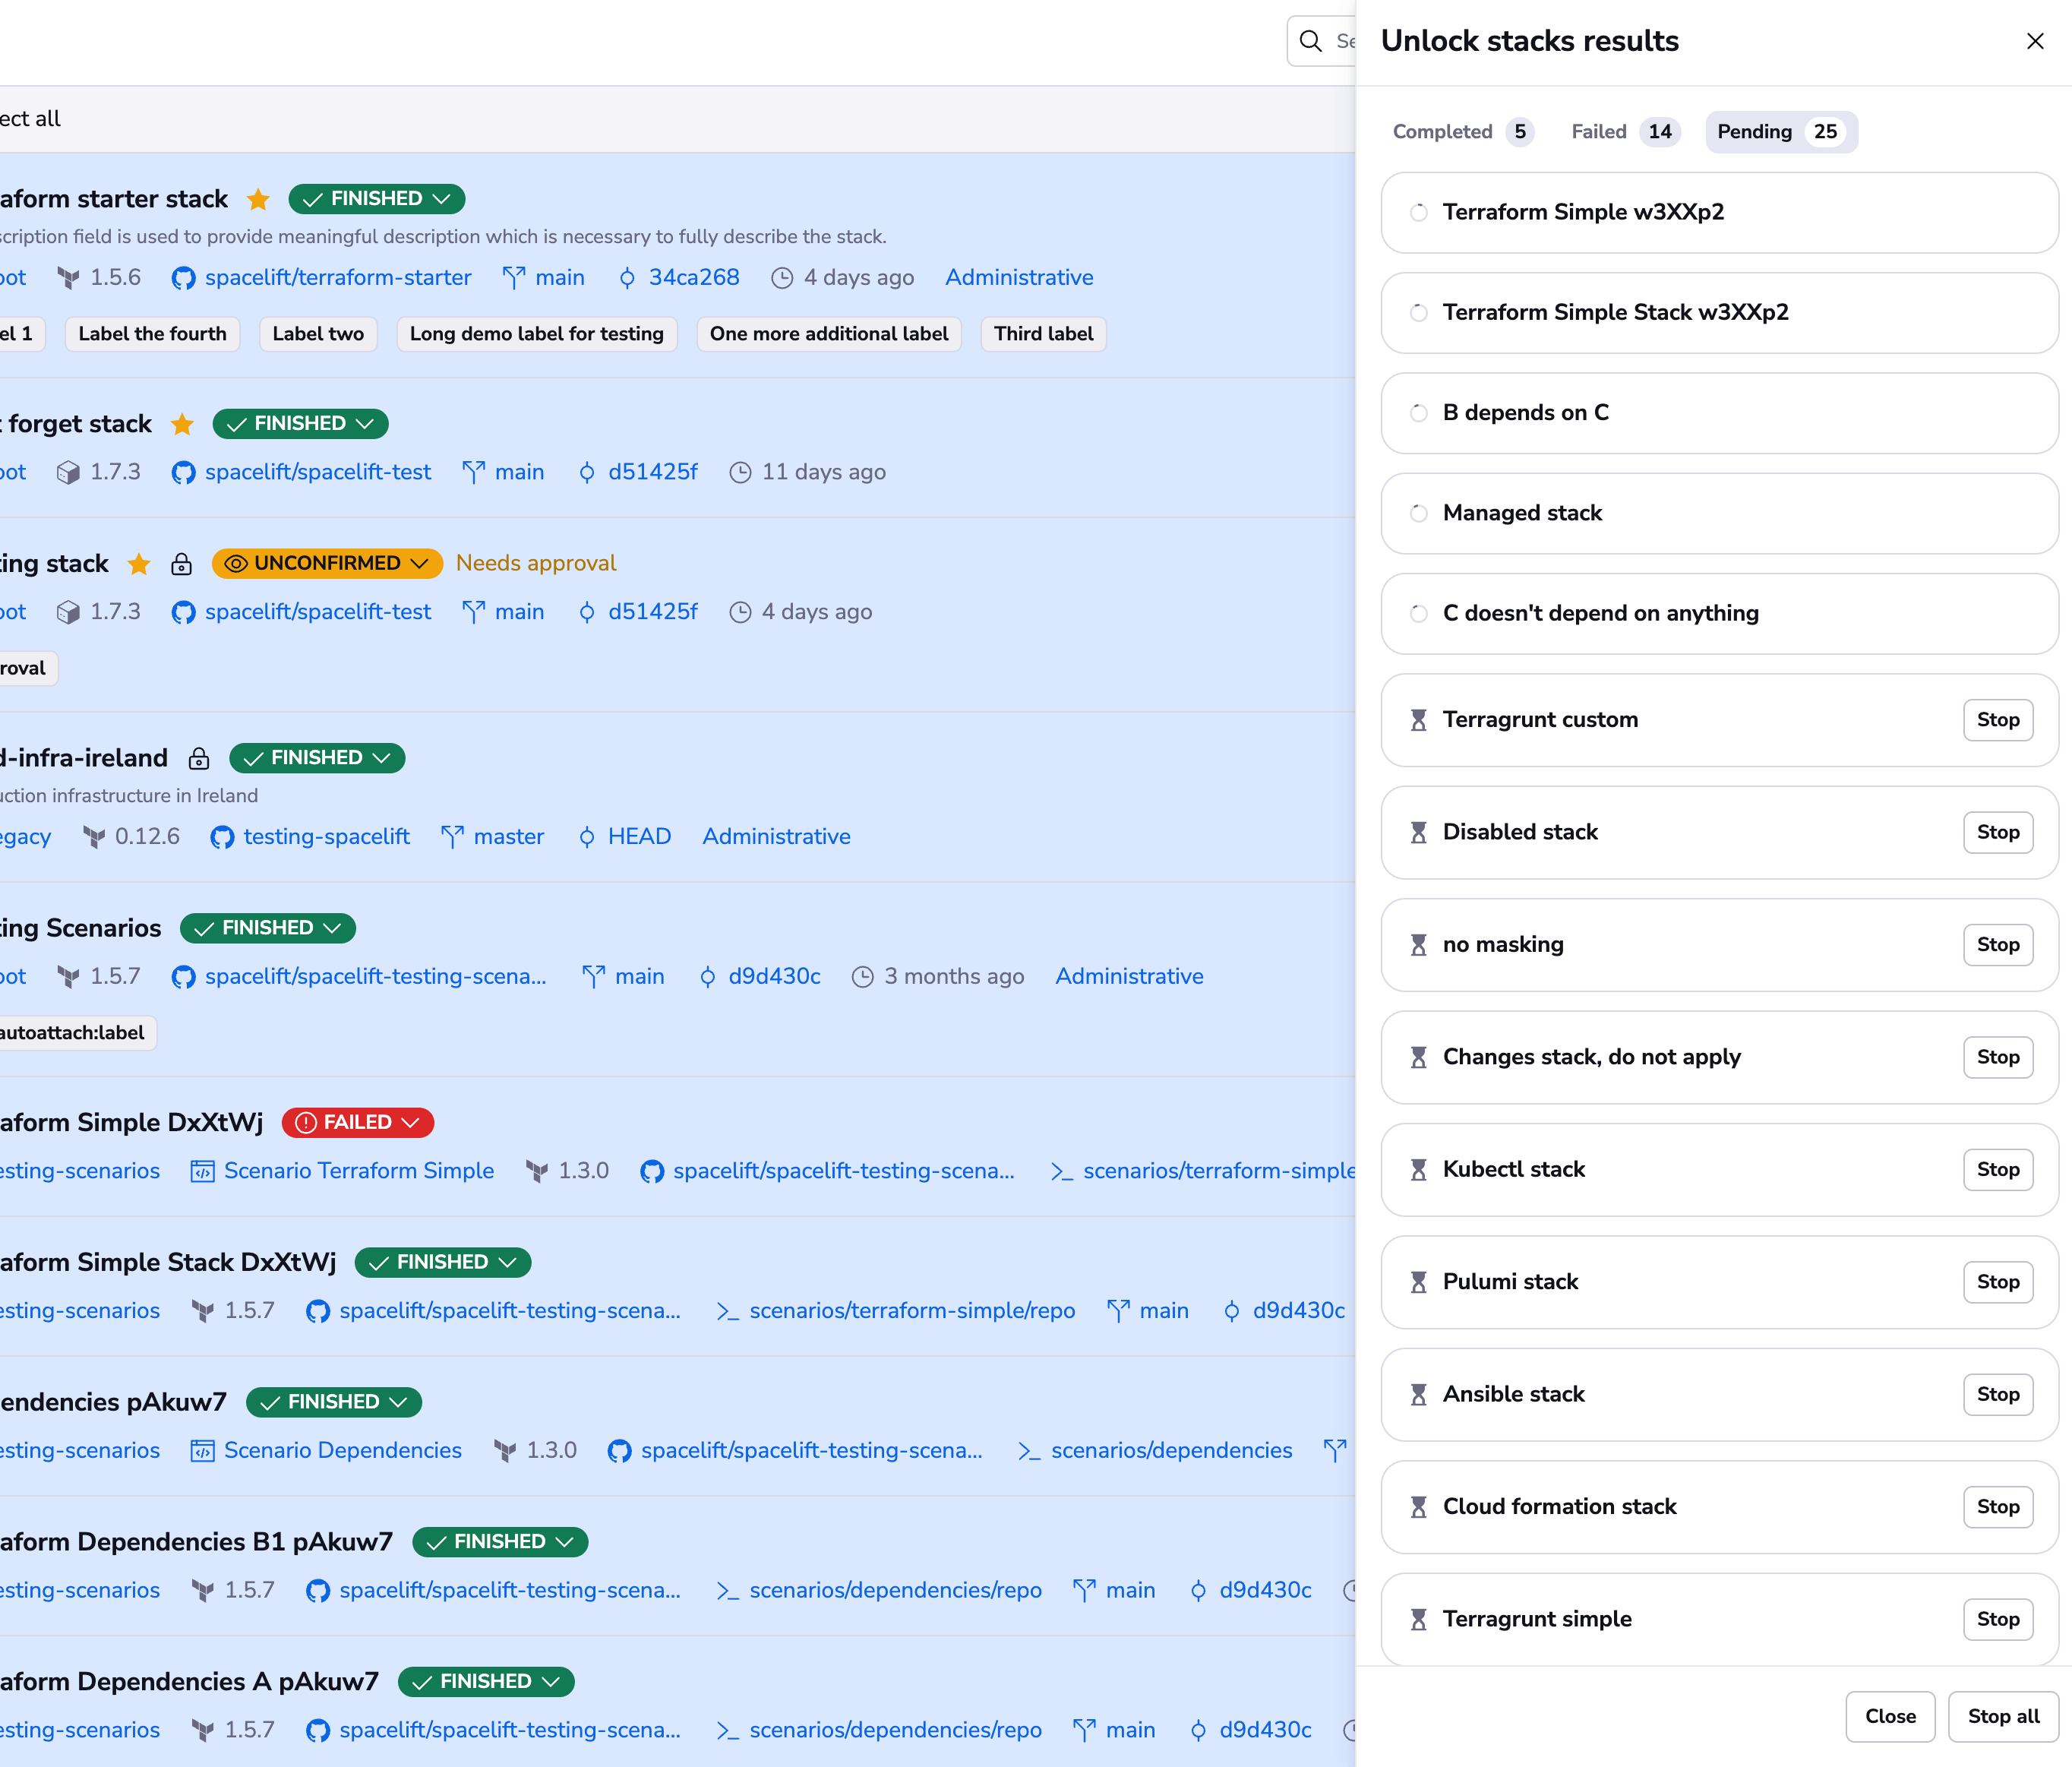 Se
ect all
aform starter stack FINISHED
scription field is used to provide meaningful description which is necessary to fully describe the stack.
oot 1.5.6 spacelift/terraform-starter main 34ca268 4 days ago Administrative
el 1 Label the fourth Label two Long demo label for testing One more additional label Third label
t forget stack FINISHED
oot 1.7.3 spacelift/spacelift-test main d51425f 11 days ago
ting stack UNCONFIRMED Needs approval
oot 1.7.3 spacelift/spacelift-test main d51425f 4 days ago
roval
d-infra-ireland FINISHED
uction infrastructure in Ireland
egacy 0.12.6 testing-spacelift master HEAD Administrative
ting Scenarios FINISHED
oot 1.5.7 spacelift/spacelift-testing-scena... main d9d430c 3 months ago Administrative
autoattach:label
aform Simple DxXtWj FAILED
esting-scenarios Scenario Terraform Simple 1.3.0 spacelift/spacelift-testing-scena... scenarios/terraform-simple
aform Simple Stack DxXtWj FINISHED
esting-scenarios 1.5.7 spacelift/spacelift-testing-scena... scenarios/terraform-simple/repo main d9d430c
endencies pAkuw7 FINISHED
esting-scenarios Scenario Dependencies 1.3.0 spacelift/spacelift-testing-scena... scenarios/dependencies
aform Dependencies B1 pAkuw7 FINISHED
esting-scenarios 1.5.7 spacelift/spacelift-testing-scena... scenarios/dependencies/repo main d9d430c
aform Dependencies A pAkuw7 FINISHED
esting-scenarios 1.5.7 spacelift/spacelift-testing-scena... scenarios/dependencies/repo main d9d430c
Unlock stacks results
Completed 5 Failed 14 Pending 25
Terraform Simple w3XXp2
Terraform Simple Stack w3XXp2
B depends on C
Managed stack
C doesn't depend on anything
Terragrunt custom Stop
Disabled stack Stop
no masking Stop
Changes stack, do not apply Stop
Kubectl stack Stop
Pulumi stack Stop
Ansible stack Stop
Cloud formation stack Stop
Terragrunt simple Stop
Close Stop all